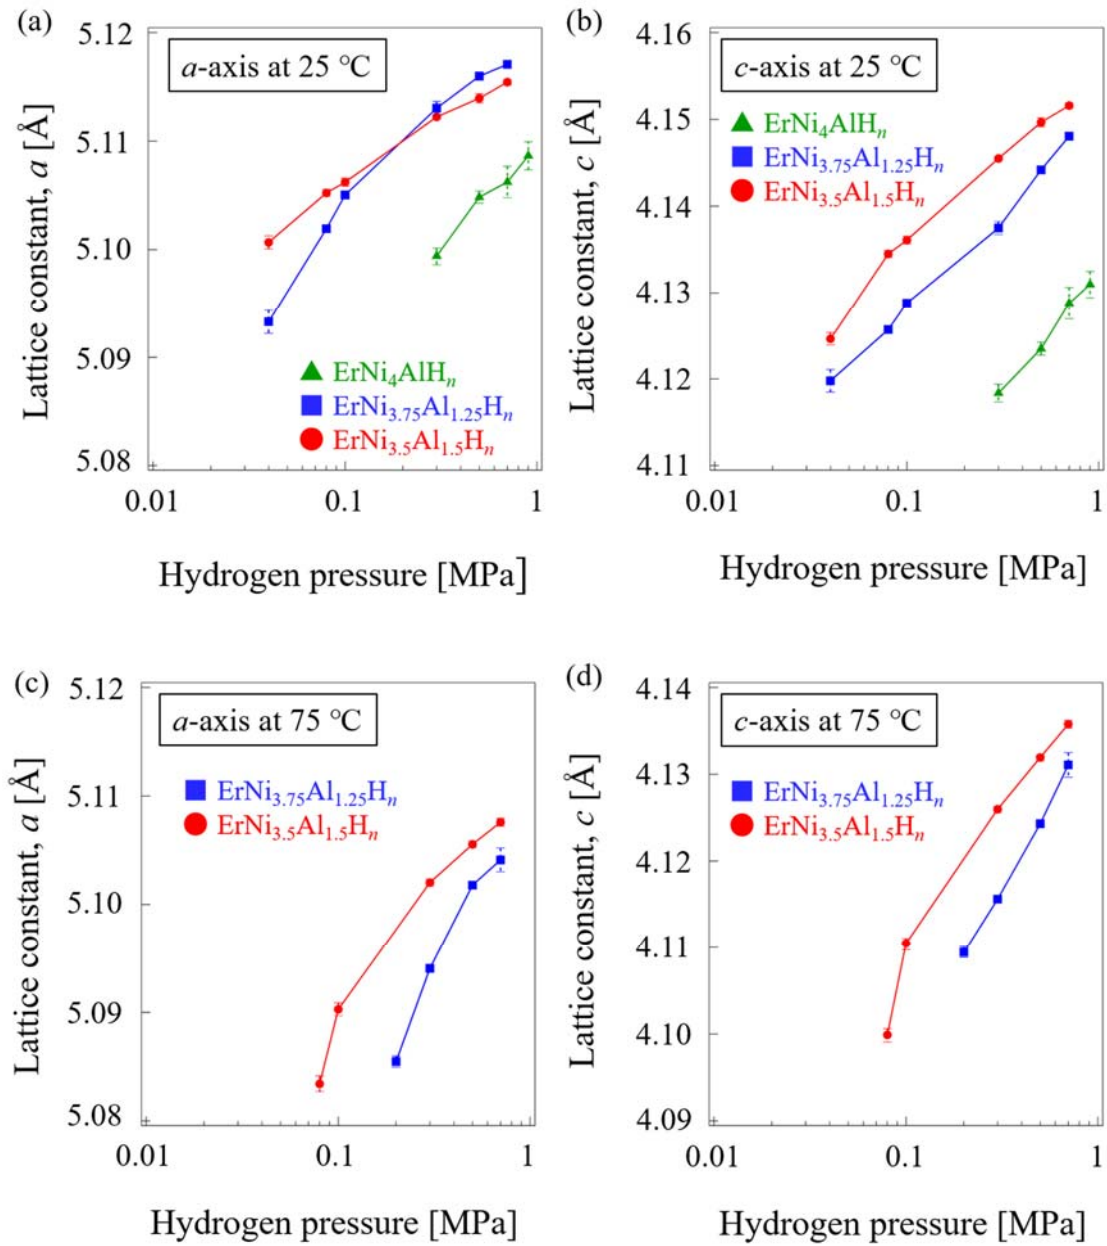 (a)
a-axis at 25 °C
5.12
5.11
5.10
5.09
5.08
Lattice constant, a [Å]
ErNi₄AlHₙ
ErNi₃.₇₅Al₁.₂₅Hₙ
ErNi₃.₅Al₁.₅Hₙ
0.01 0.1 1
Hydrogen pressure [MPa]
(b)
c-axis at 25 °C
4.16
4.15
4.14
4.13
4.12
4.11
Lattice constant, c [Å]
ErNi₄AlHₙ
ErNi₃.₇₅Al₁.₂₅Hₙ
ErNi₃.₅Al₁.₅Hₙ
0.01 0.1 1
Hydrogen pressure [MPa]
(c)
a-axis at 75 °C
5.12
5.11
5.10
5.09
5.08
Lattice constant, a [Å]
ErNi₃.₇₅Al₁.₂₅Hₙ
ErNi₃.₅Al₁.₅Hₙ
0.01 0.1 1
Hydrogen pressure [MPa]
(d)
c-axis at 75 °C
4.14
4.13
4.12
4.11
4.10
4.09
Lattice constant, c [Å]
ErNi₃.₇₅Al₁.₂₅Hₙ
ErNi₃.₅Al₁.₅Hₙ
0.01 0.1 1
Hydrogen pressure [MPa]